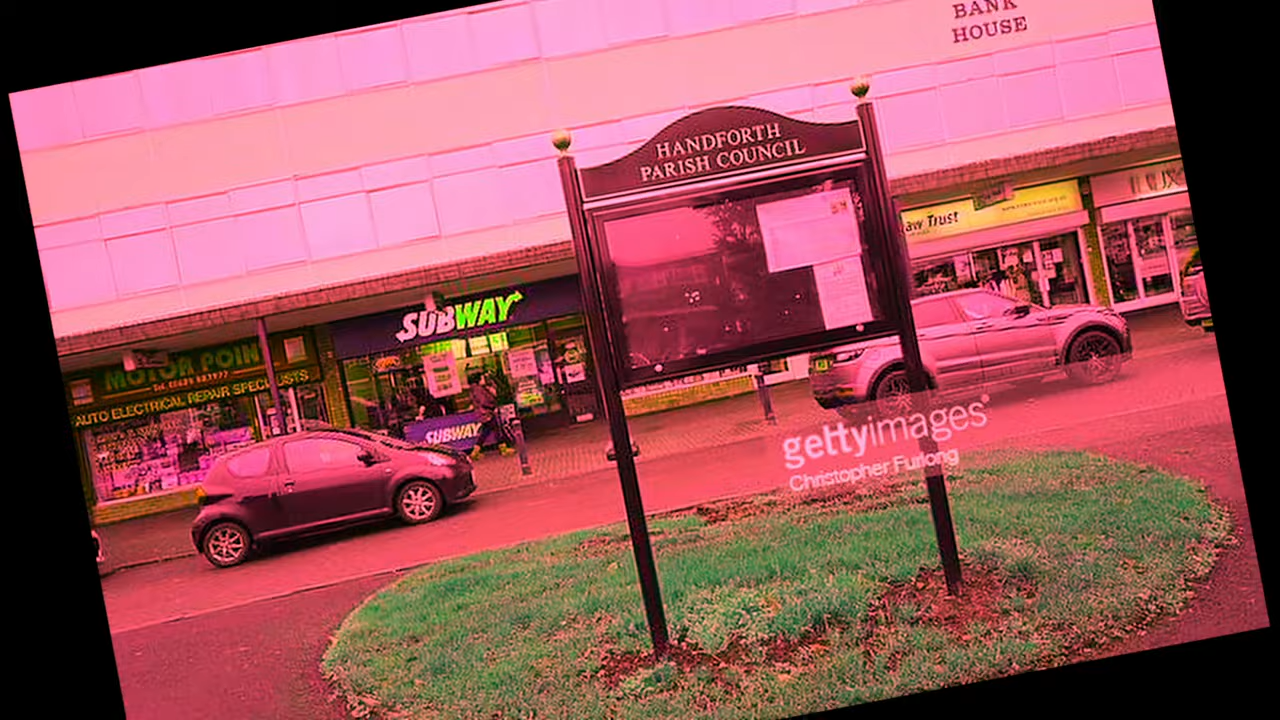 BANK
HOUSE
HANDFORTH
PARISH COUNCIL
aw Trust
SUBWAY
MOTOR POIN
AUTO ELECTRICAL REPAIR SPECIALISTS
SUBWAY
gettyimages
Christopher Furlong